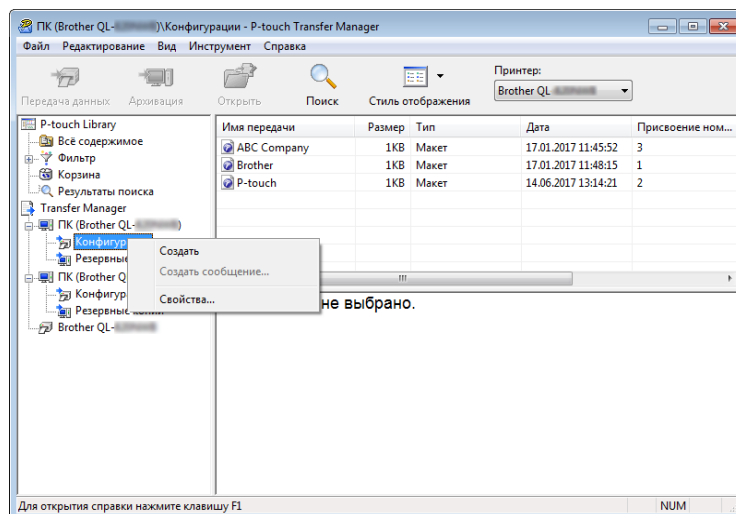 ПК (Brother QL- )\Конфигурации - P-touch Transfer Manager
Файл Редактирование Вид Инструмент Справка
Передача данных Архивация Открыть Поиск Стиль отображения
Принтер:
Brother QL
P-touch Library
Всё содержимое
Фильтр
Корзина
Результаты поиска
Transfer Manager
ПК (Brother QL- )
Конфигур
Резервные
ПК (Brother Q
Конфигур
Резервные копии
Brother QL-
Создать
Создать сообщение...
Свойства...
Имя передачи Размер Тип Дата Присвоение ном...
ABC Company 1KB Макет 17.01.2017 11:45:52 3
Brother 1KB Макет 17.01.2017 11:48:15 1
P-touch 1KB Макет 14.06.2017 13:14:21 2
не выбрано.
Для открытия справки нажмите клавишу F1
NUM